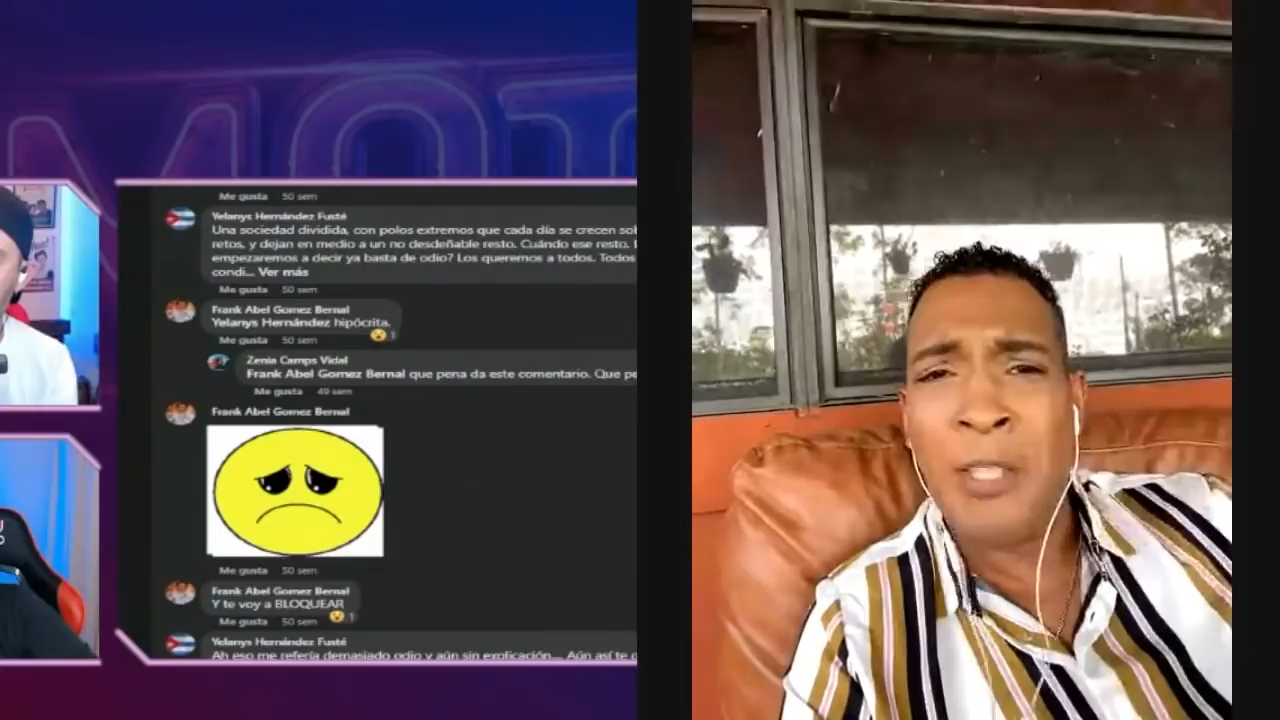 MOT
Me gusta 50 sem
Yelanys Hernández Fusté
Una sociedad dividida, con polos extremos que cada día se crecen sob
retos, y dejan en medio a un no desdeñable resto. Cuándo ese resto.
empezaremos a decir ya basta de odio? Los queremos a todos. Todos
condi... Ver más
Me gusta 50 sem
Frank Abel Gomez Bernal
Yelanys Hernández hipócrita.
1
Me gusta 50 sem
Zenia Camps Vidal
Frank Abel Gomez Bernal que pena da este comentario. Que pe
Me gusta 49 sem
Frank Abel Gomez Bernal
Me gusta 50 sem
Frank Abel Gomez Bernal
Y te voy a BLOQUEAR
1
Me gusta 50 sem
Yelanys Hernández Fusté
Ah eso me refería demasiado odio y aún sin explicación.... Aún así te